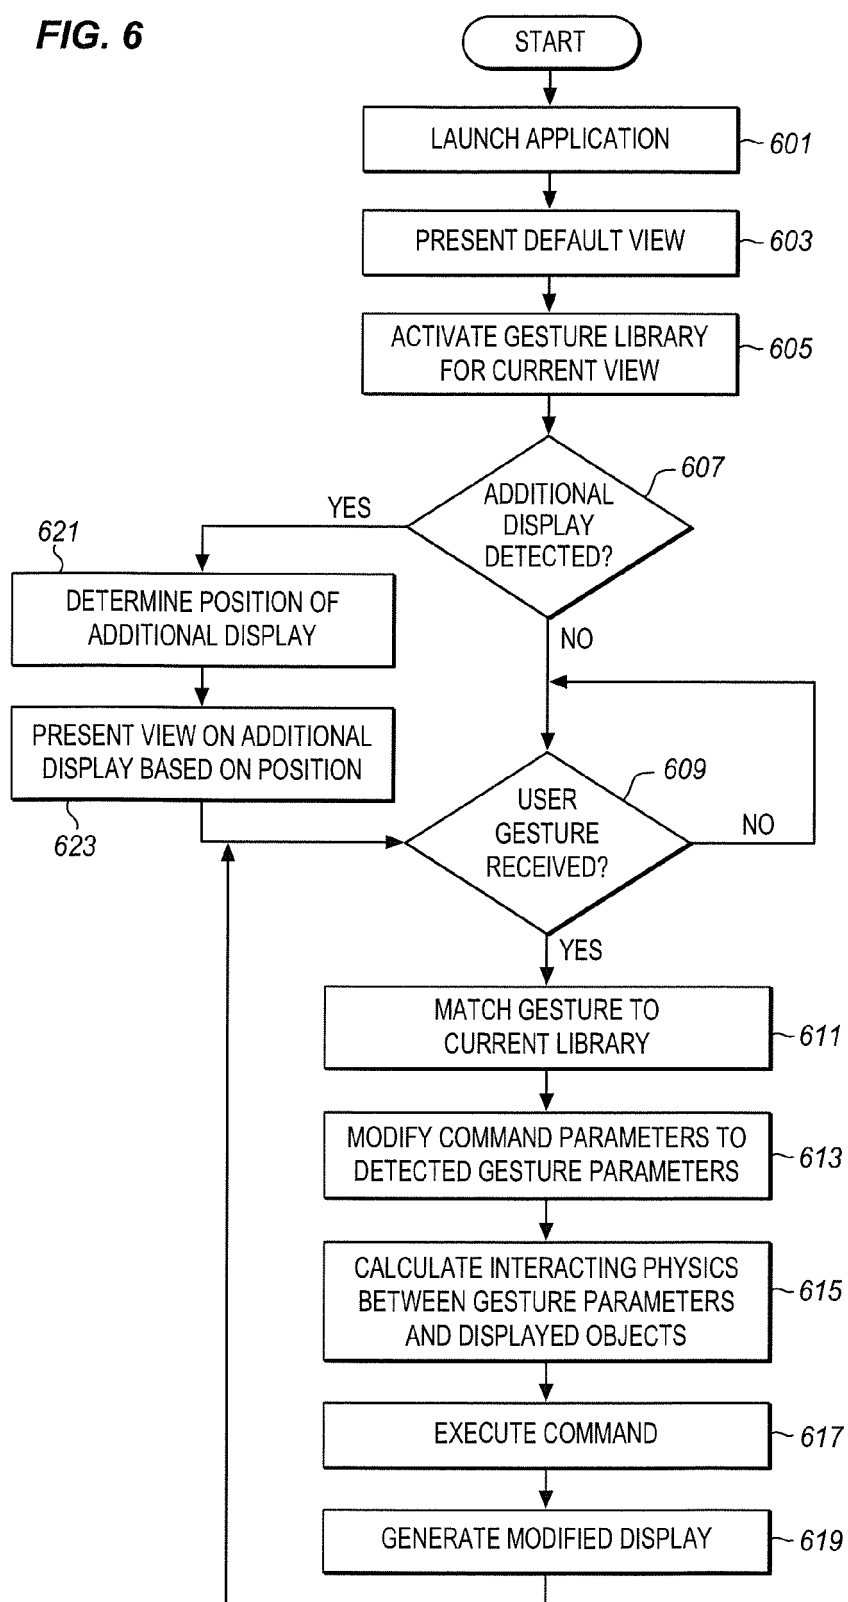 FIG. 6
START
LAUNCH APPLICATION
601
PRESENT DEFAULT VIEW
603
ACTIVATE GESTURE LIBRARY
FOR CURRENT VIEW
605
ADDITIONAL
DISPLAY
DETECTED?
607
YES
NO
621
DETERMINE POSITION OF
ADDITIONAL DISPLAY
PRESENT VIEW ON ADDITIONAL
DISPLAY BASED ON POSITION
623
USER
GESTURE
RECEIVED?
609
NO
YES
MATCH GESTURE TO
CURRENT LIBRARY
611
MODIFY COMMAND PARAMETERS TO
DETECTED GESTURE PARAMETERS
613
CALCULATE INTERACTING PHYSICS
BETWEEN GESTURE PARAMETERS
AND DISPLAYED OBJECTS
615
EXECUTE COMMAND
617
GENERATE MODIFIED DISPLAY
619